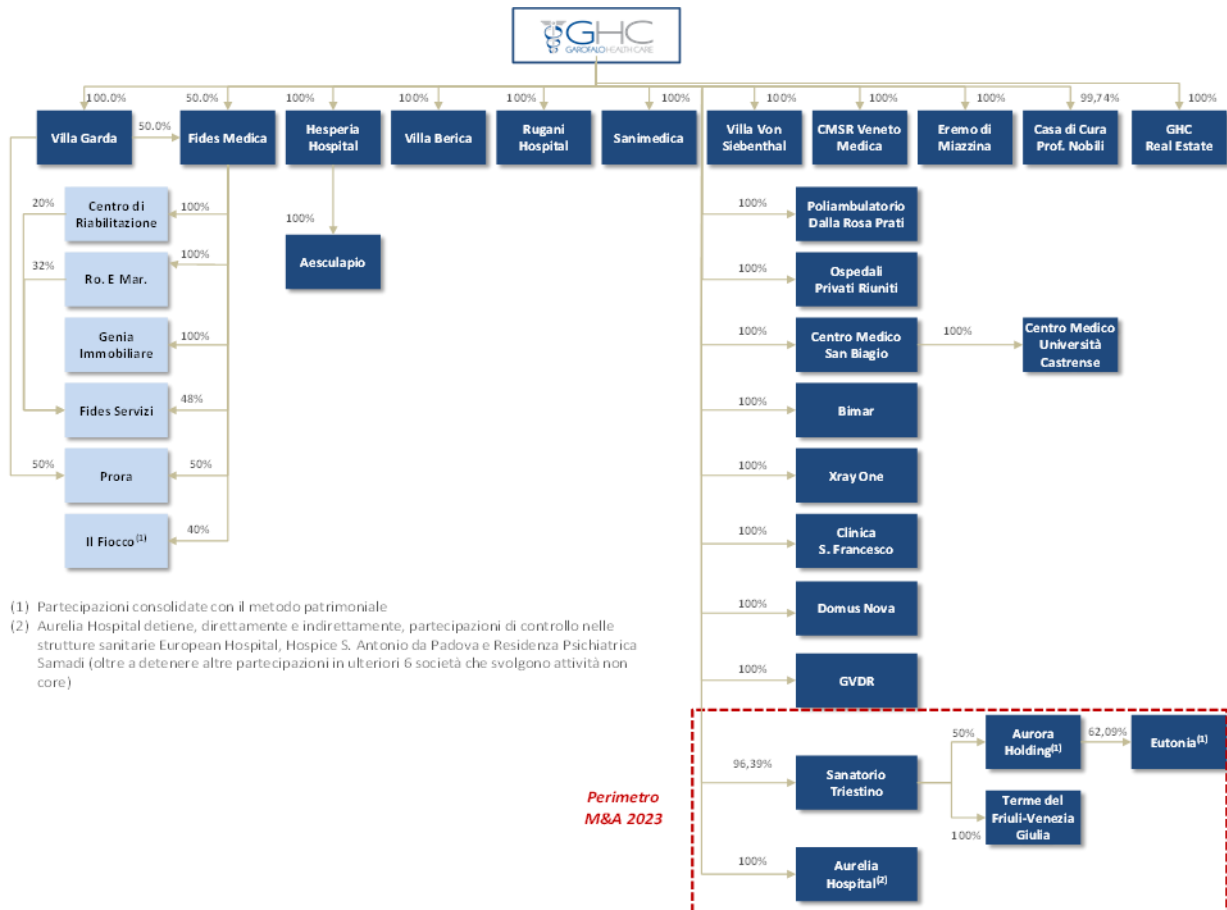 GHC
GAROFALO HEALTH CARE
100.0%
50.0%
100%
100%
100%
100%
100%
100%
100%
99,74%
100%
Villa Garda
50.0%
Fides Medica
Hesperia
Hospital
Villa Berica
Rugani
Hospital
Sanimedica
Villa Von
Siebenthal
CMSR Veneto
Medica
Eremo di
Miazzina
Casa di Cura
Prof. Nobili
GHC
Real Estate
20%
Centro di
Riabilitazione
100%
32%
Ro. E Mar.
100%
Genia
Immobiliare
100%
Fides Servizi
48%
50%
Prora
50%
Il Fiocco(1)
40%
100%
Aesculapio
100%
Poliambulatorio
Dalla Rosa Prati
100%
Ospedali
Privati Riuniti
100%
Centro Medico
San Biagio
100%
Centro Medico
Università
Castrense
100%
Bimar
100%
Xray One
100%
Clinica
S. Francesco
100%
Domus Nova
100%
GVDR
(1) Partecipazioni consolidate con il metodo patrimoniale
(2) Aurelia Hospital detiene, direttamente e indirettamente, partecipazioni di controllo nelle
strutture sanitarie European Hospital, Hospice S. Antonio da Padova e Residenza Psichiatrica
Samadi (oltre a detenere altre partecipazioni in ulteriori 6 società che svolgono attività non
core)
Perimetro
M&A 2023
96,39%
Sanatorio
Triestino
50%
Aurora
Holding(1)
62,09%
Eutonia(1)
100%
Terme del
Friuli-Venezia
Giulia
100%
Aurelia
Hospital(2)